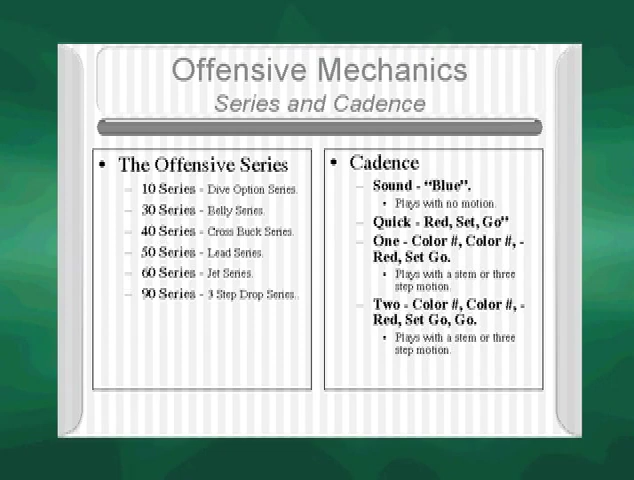 Offensive Mechanics
Series and Cadence
• The Offensive Series
– 10 Series - Dive Option Series.
– 30 Series - Belly Series.
– 40 Series - Cross Buck Series.
– 50 Series - Lead Series.
– 60 Series - Jet Series.
– 90 Series - 3 Step Drop Series..
• Cadence
– Sound - “Blue”.
• Plays with no motion.
– Quick - Red, Set, Go”
– One - Color #, Color #, -
Red, Set Go.
• Plays with a stem or three
step motion.
– Two - Color #, Color #, -
Red, Set Go, Go.
• Plays with a stem or three
step motion.